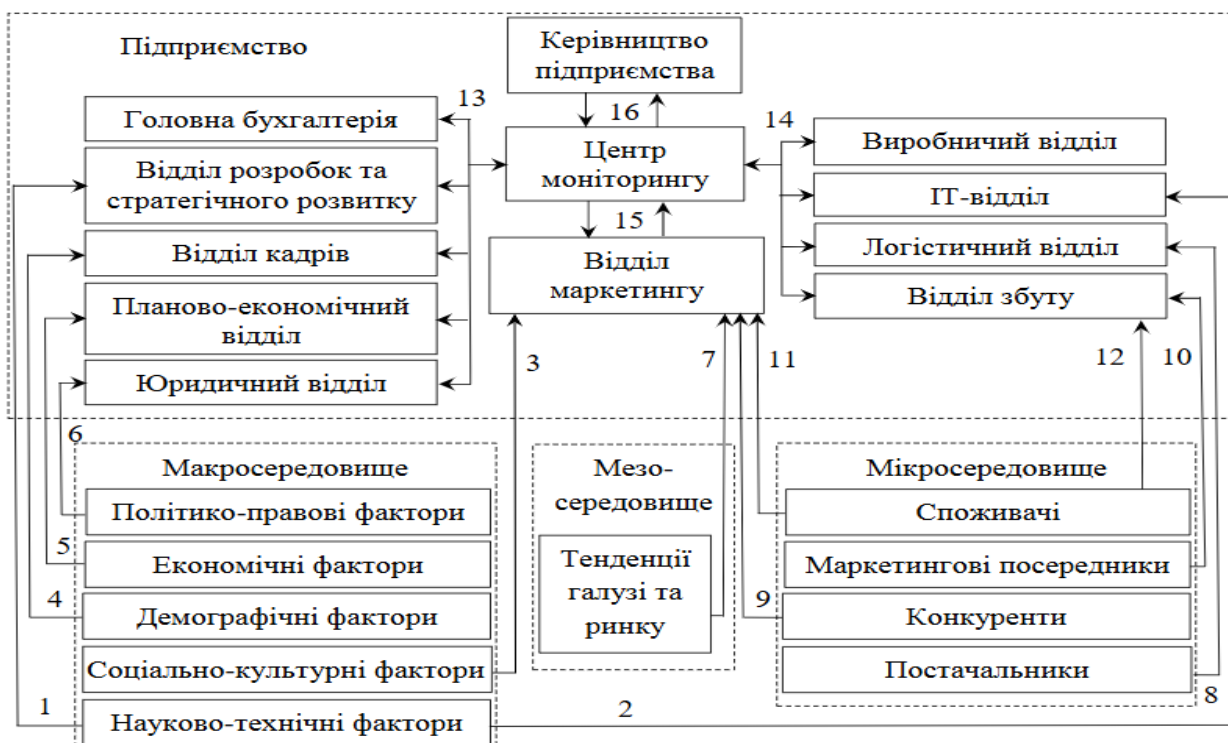 Підприємство
Керівництво
підприємства
13
16
14
Головна бухгалтерія
Центр
моніторингу
Виробничий відділ
Відділ розробок та
стратегічного розвитку
ІТ-відділ
15
Відділ кадрів
Відділ
маркетингу
Логістичний відділ
Планово-економічний
відділ
Відділ збуту
3
7
11
12
10
Юридичний відділ
6
Макросередовище
Мезо-
середовище
Мікросередовище
Політико-правові фактори
Споживачі
5
Економічні фактори
Тенденції
галузі та
ринку
Маркетингові посередники
4
Демографічні фактори
9
Конкуренти
Соціально-культурні фактори
Постачальники
8
1
Науково-технічні фактори
2